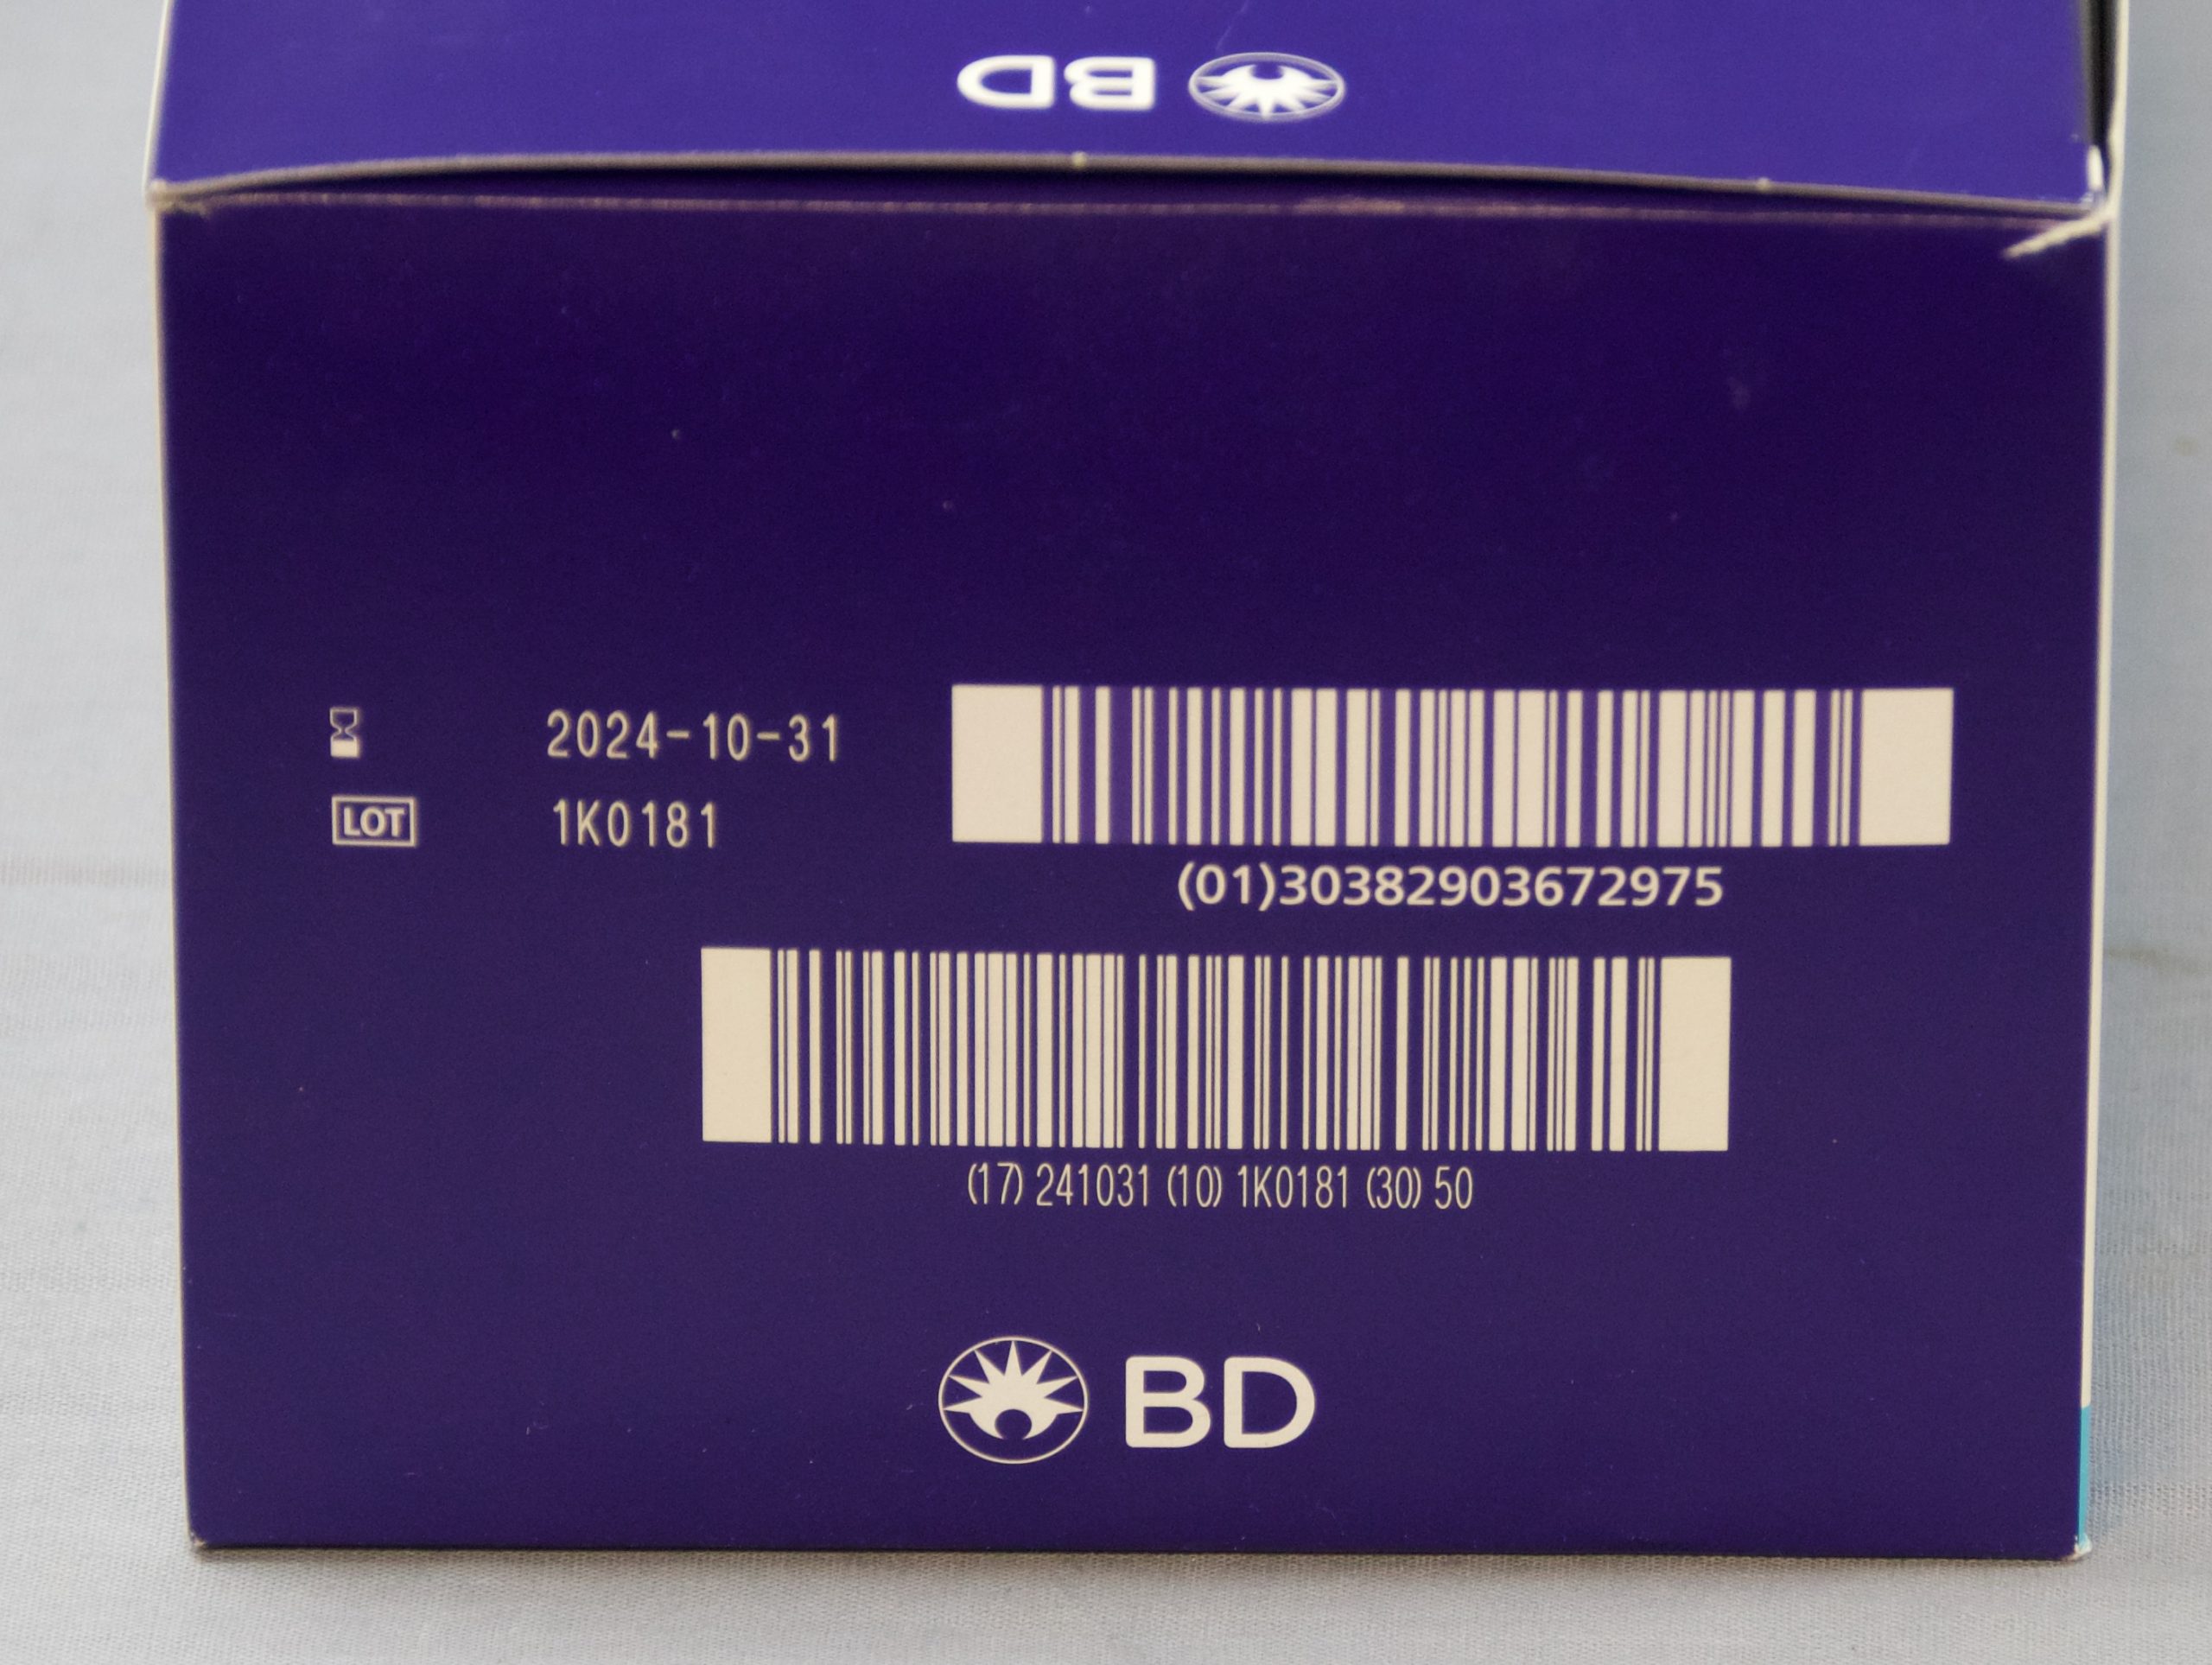 BD
2024-10-31
LOT 1K0181
(01)30382903672975
(17) 241031 (10) 1K0181 (30) 50
BD